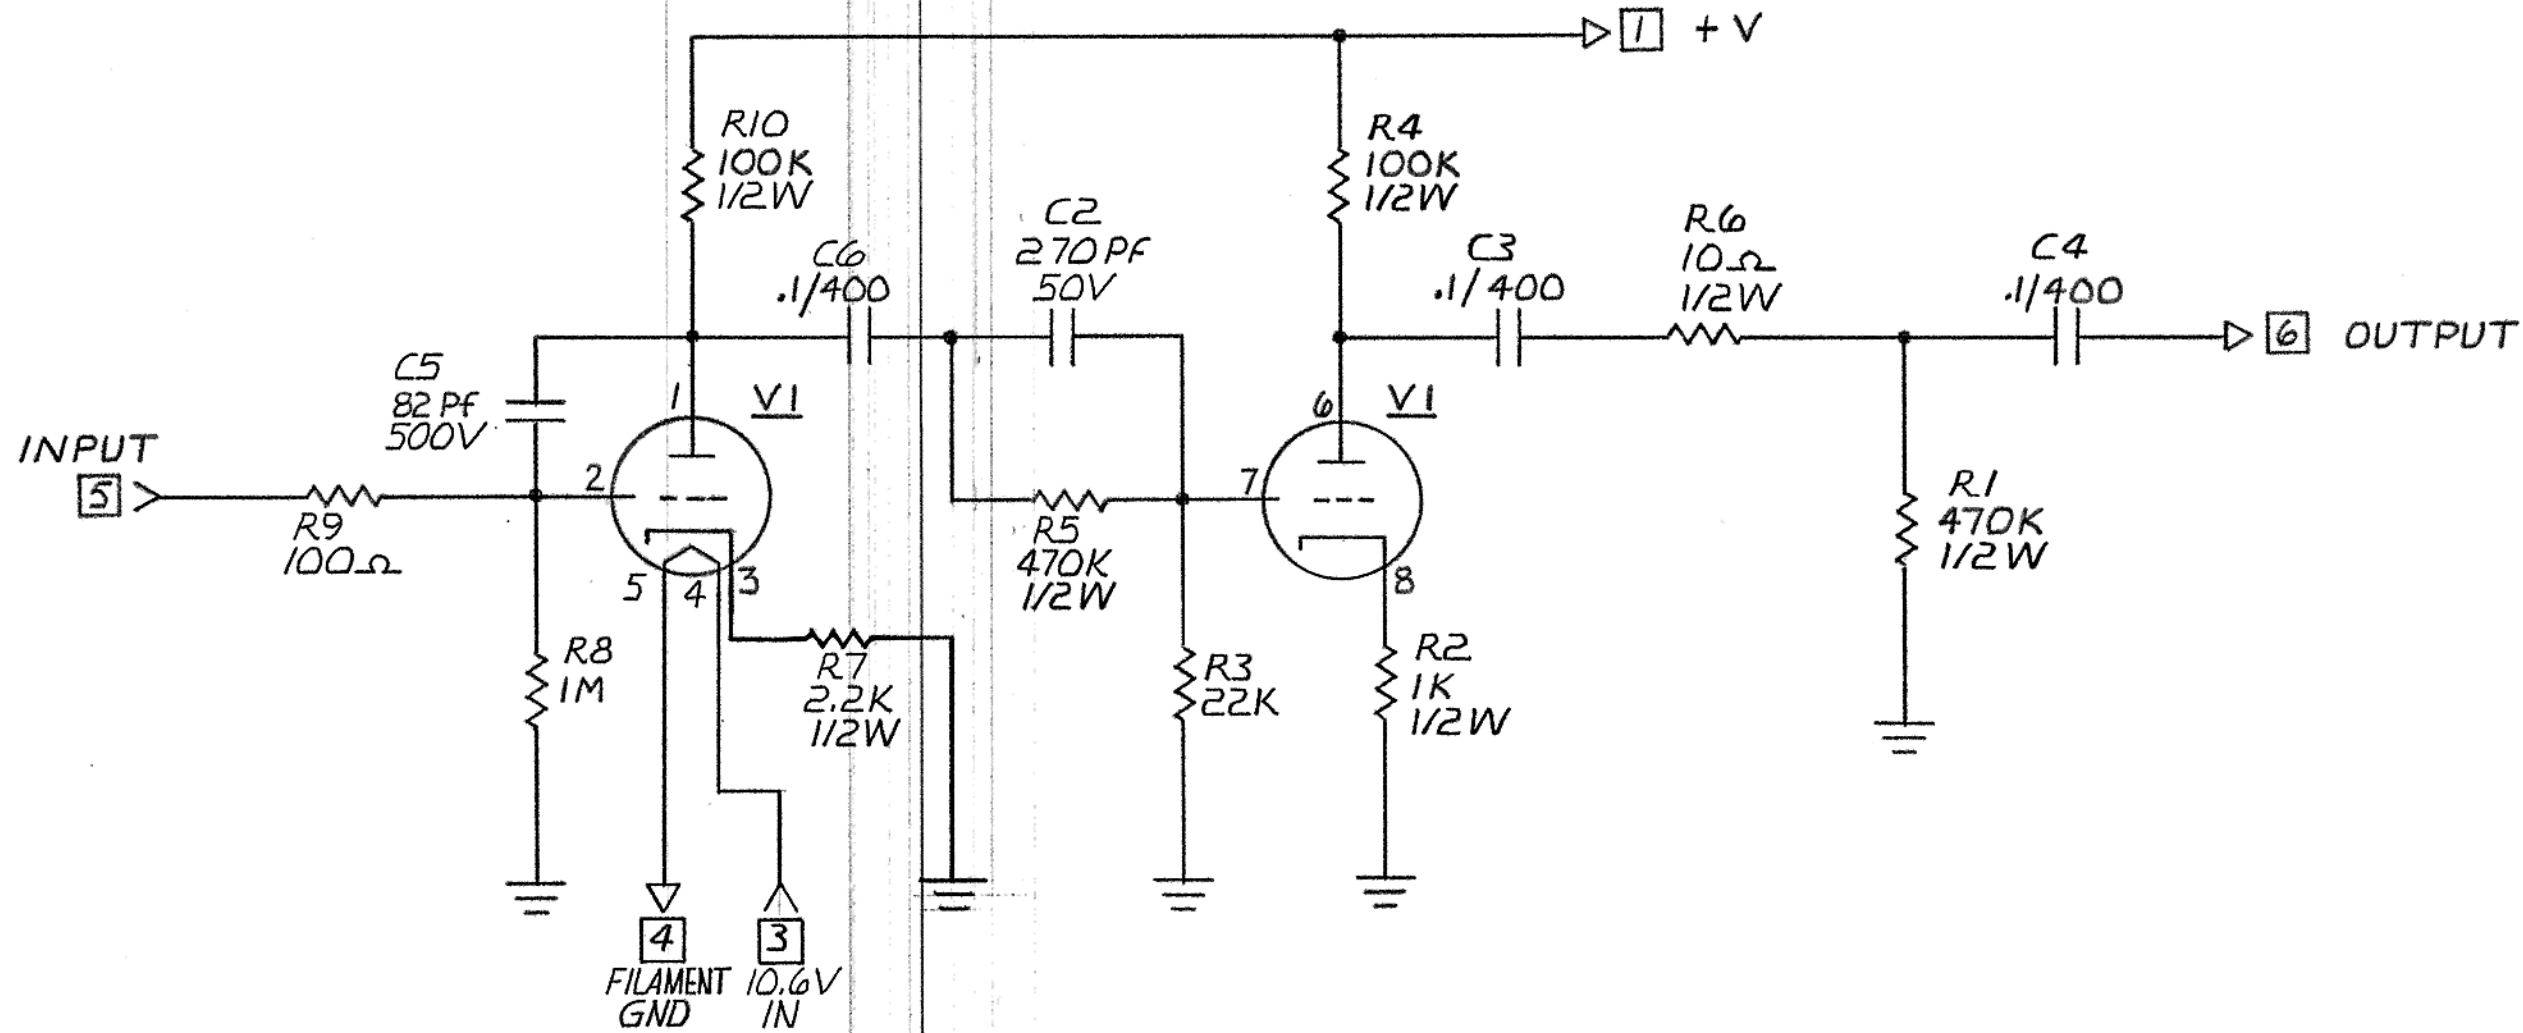 1 + V
R10
100K
1/2W
R4
100K
1/2W
C6
.1/400
C2
270 Pf
50V
C3
.1/400
R6
10Ω
1/2W
C4
.1/400
6 OUTPUT
C5
82 Pf
500V
1
V1
6
V1
INPUT
5
R9
100Ω
2
5
4
3
R5
470K
1/2W
7
8
R1
470K
1/2W
R8
1M
R7
2.2K
1/2W
R3
22K
R2
1K
1/2W
4
FILAMENT
GND
3
10.6V
IN